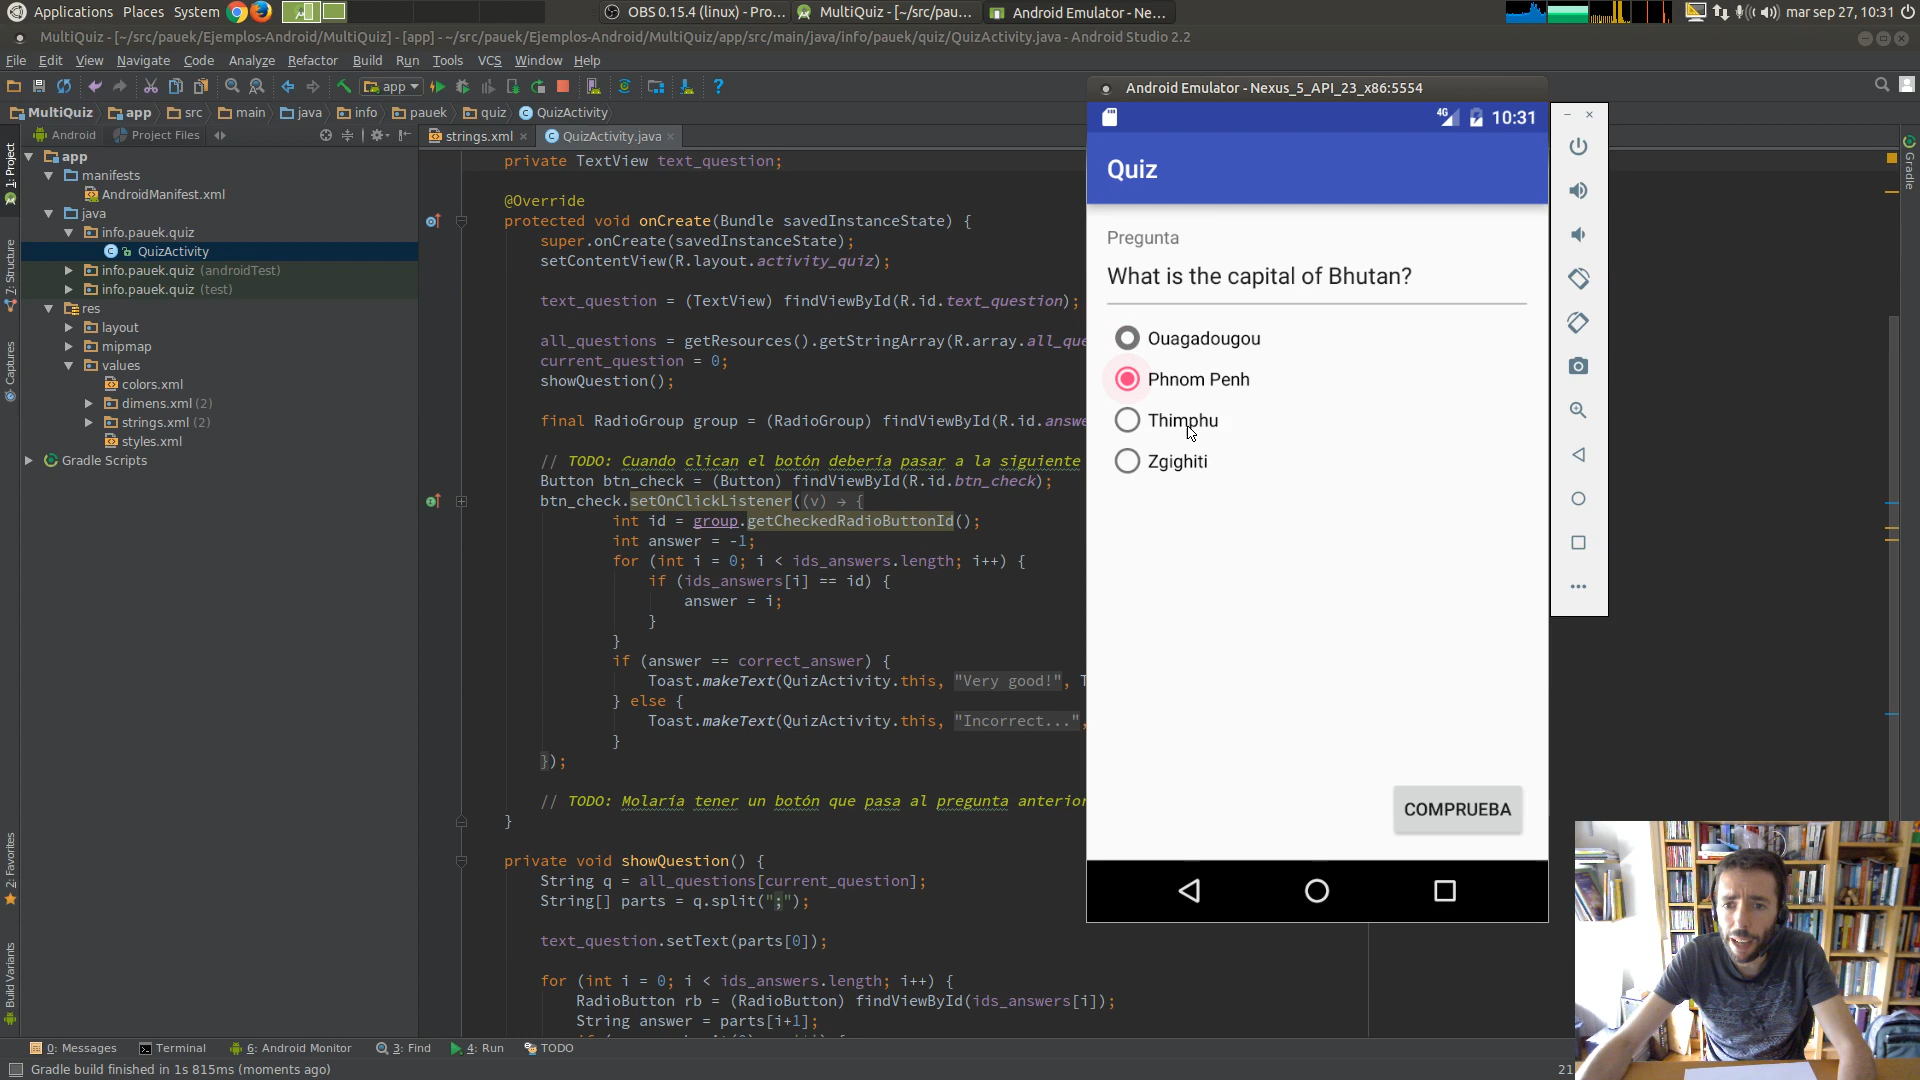 Applications Places System OBS 0.15.4 (linux) - Pro... MultiQuiz - [~/src/pau... Android Emulator - Ne... mar sep 27, 10:31
MultiQuiz - [~/src/pauek/Ejemplos-Android/MultiQuiz] - [app] - ~/src/pauek/Ejemplos-Android/MultiQuiz/app/src/main/java/info/pauek/quiz/QuizActivity.java - Android Studio 2.2
File Edit View Navigate Code Analyze Refactor Build Run Tools VCS Window Help
app
MultiQuiz app src main java info pauek quiz QuizActivity
Android Project Files
strings.xml QuizActivity.java
1: Project
7: Structure
Captures
2: Favorites
Build Variants
app
manifests
AndroidManifest.xml
java
info.pauek.quiz
QuizActivity
info.pauek.quiz (androidTest)
info.pauek.quiz (test)
res
layout
mipmap
values
colors.xml
dimens.xml (2)
strings.xml (2)
styles.xml
Gradle Scripts
private TextView text_question;
@Override
protected void onCreate(Bundle savedInstanceState) {
super.onCreate(savedInstanceState);
setContentView(R.layout.activity_quiz);
text_question = (TextView) findViewById(R.id.text_question);
all_questions = getResources().getStringArray(R.array.all_que
current_question = 0;
showQuestion();
final RadioGroup group = (RadioGroup) findViewById(R.id.answe
// TODO: Cuando clican el botón debería pasar a la siguiente
Button btn_check = (Button) findViewById(R.id.btn_check);
btn_check.setOnClickListener((v) → {
int id = group.getCheckedRadioButtonId();
int answer = -1;
for (int i = 0; i < ids_answers.length; i++) {
if (ids_answers[i] == id) {
answer = i;
}
}
if (answer == correct_answer) {
Toast.makeText(QuizActivity.this, "Very good!", T
} else {
Toast.makeText(QuizActivity.this, "Incorrect...",
}
});
// TODO: Molaría tener un botón que pasa al pregunta anterior
}
private void showQuestion() {
String q = all_questions[current_question];
String[] parts = q.split(";");
text_question.setText(parts[0]);
for (int i = 0; i < ids_answers.length; i++) {
RadioButton rb = (RadioButton) findViewById(ids_answers[i]);
String answer = parts[i+1];
Android Emulator - Nexus_5_API_23_x86:5554
4G 10:31
Quiz
Pregunta
What is the capital of Bhutan?
Ouagadougou
Phnom Penh
Thimphu
Zgighiti
COMPRUEBA
Gradle
0: Messages Terminal 6: Android Monitor 3: Find 4: Run TODO
Gradle build finished in 1s 815ms (moments ago)
21